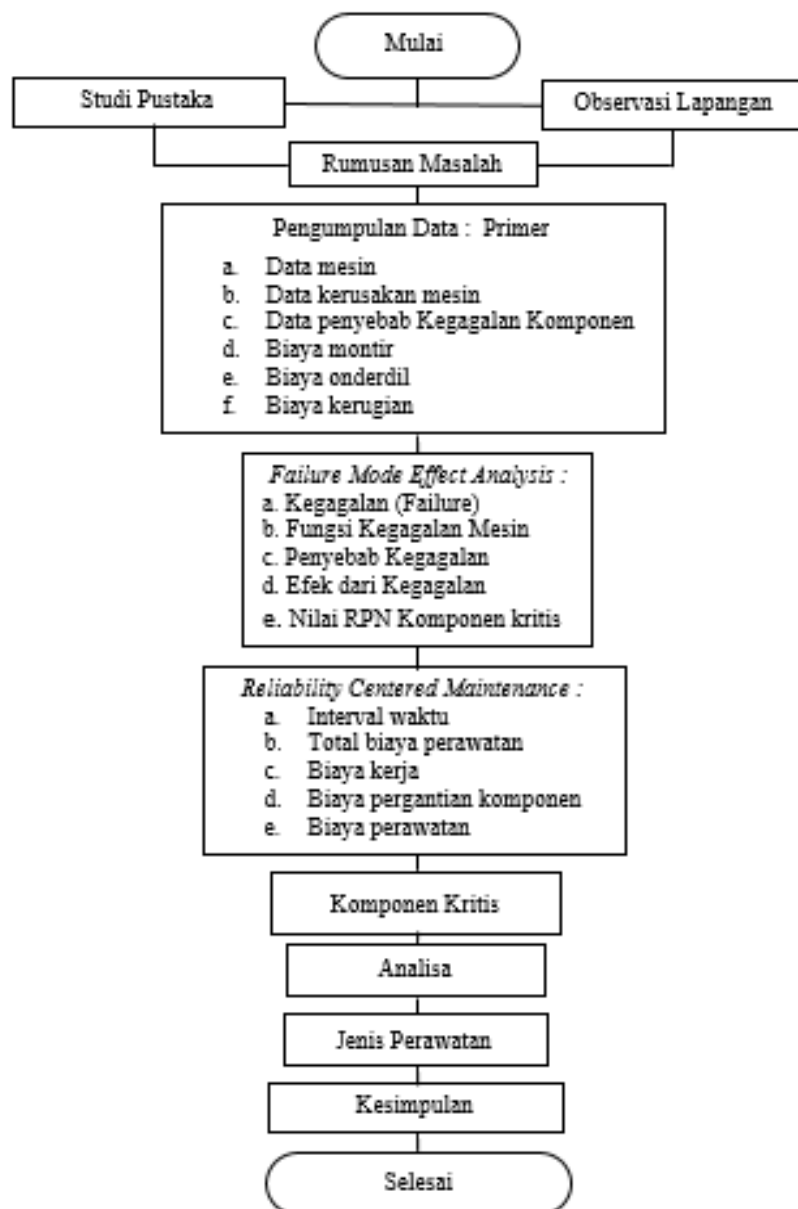 Mulai
Studi Pustaka
Observasi Lapangan
Rumusan Masalah
Pengumpulan Data : Primer
a. Data mesin
b. Data kerusakan mesin
c. Data penyebab Kegagalan Komponen
d. Biaya montir
e. Biaya onderdil
f. Biaya kerugian
Failure Mode Effect Analysis :
a. Kegagalan (Failure)
b. Fungsi Kegagalan Mesin
c. Penyebab Kegagalan
d. Efek dari Kegagalan
e. Nilai RPN Komponen kritis
Reliability Centered Maintenance :
a. Interval waktu
b. Total biaya perawatan
c. Biaya kerja
d. Biaya pergantian komponen
e. Biaya perawatan
Komponen Kritis
Analisa
Jenis Perawatan
Kesimpulan
Selesai